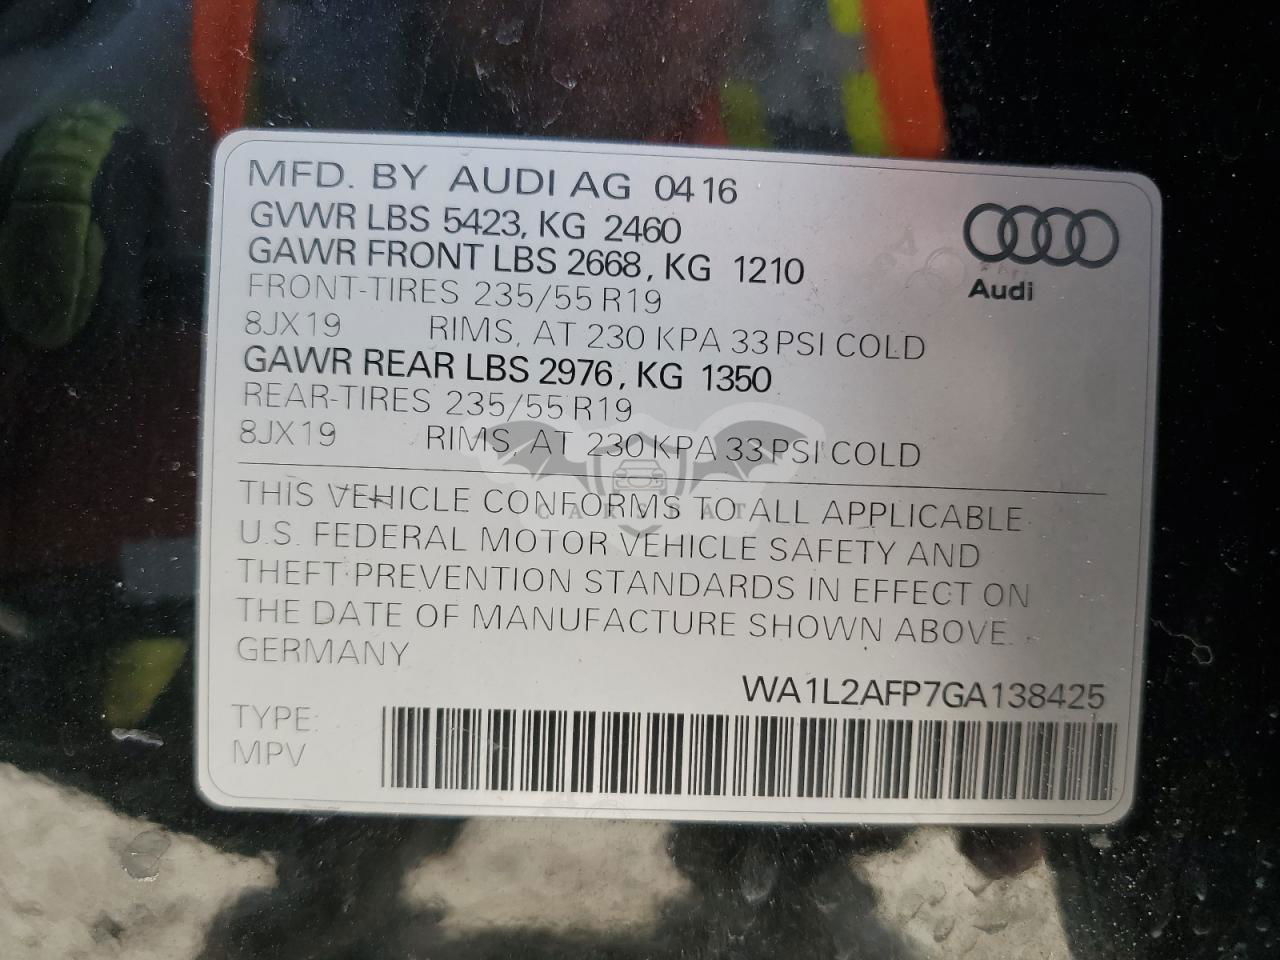 MFD. BY AUDI AG 0416
GVWR LBS 5423, KG 2460
GAWR FRONT LBS 2668, KG 1210
FRONT-TIRES 235/55 R19
8JX19 RIMS, AT 230 KPA 33 PSI COLD
GAWR REAR LBS 2976, KG 1350
REAR-TIRES 235/55 R19
8JX19 RIMS, AT 230 KPA 33 PSI COLD
Audi
THIS VEHICLE CONFORMS TO ALL APPLICABLE
U.S. FEDERAL MOTOR VEHICLE SAFETY AND
THEFT PREVENTION STANDARDS IN EFFECT ON
THE DATE OF MANUFACTURE SHOWN ABOVE.
GERMANY
WA1L2AFP7GA138425
TYPE:
MPV